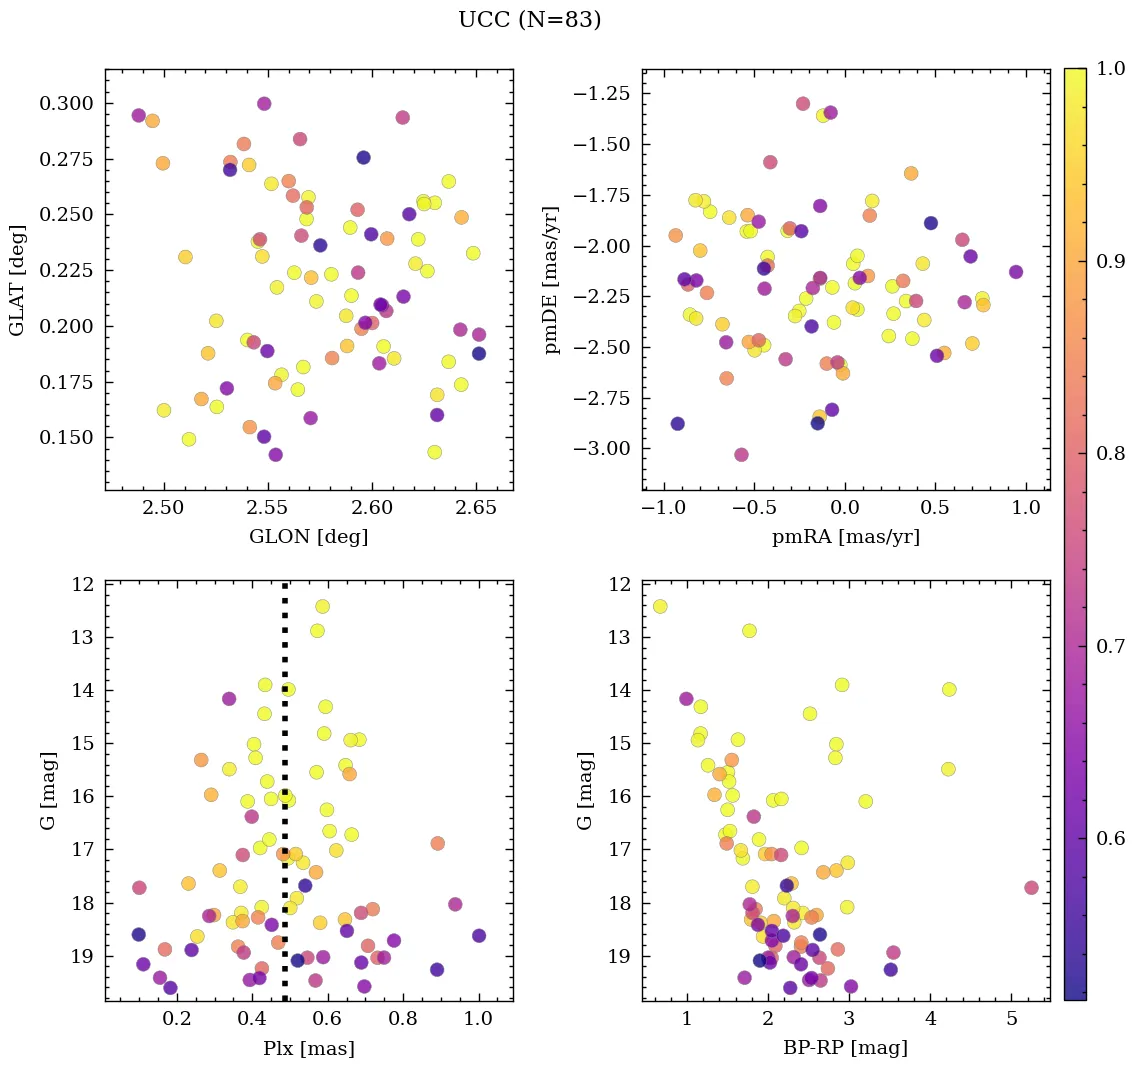 UCC (N=83)
0.300
0.275
0.250
0.225
0.200
0.175
0.150
GLAT [deg]
2.50 2.55 2.60 2.65
GLON [deg]
−1.25
−1.50
−1.75
−2.00
−2.25
−2.50
−2.75
−3.00
pmDE [mas/yr]
−1.0 −0.5 0.0 0.5 1.0
pmRA [mas/yr]
12
13
14
15
16
17
18
19
G [mag]
0.2 0.4 0.6 0.8 1.0
Plx [mas]
12
13
14
15
16
17
18
19
G [mag]
1 2 3 4 5
BP-RP [mag]
1.0
0.9
0.8
0.7
0.6